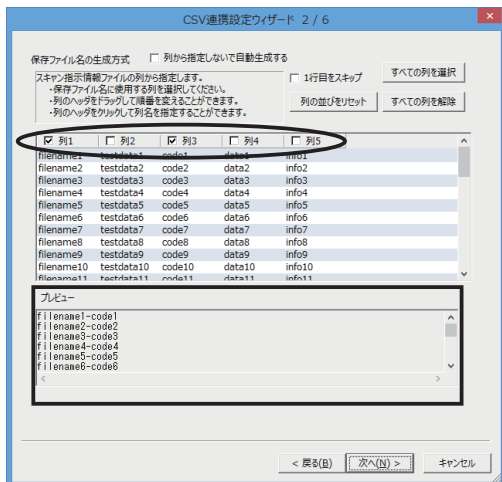 CSV連携設定ウィザード 2 / 6
保存ファイル名の生成方式 列から指定しないで自動生成する
スキャン指示情報ファイルの列から指定します。
・保存ファイル名に使用する列を選択してください。
・列のヘッダをドラッグして順番を変えることができます。
・列のヘッダをクリックして列名を指定することができます。
1行目をスキップ すべての列を選択
列の並びをリセット すべての列を解除
列1 列2 列3 列4 列5
filename1 testdata1 code1 data1 info1
filename2 testdata2 code2 data2 info2
filename3 testdata3 code3 data3 info3
filename4 testdata4 code4 data4 info4
filename5 testdata5 code5 data5 info5
filename6 testdata6 code6 data6 info6
filename7 testdata7 code7 data7 info7
filename8 testdata8 code8 data8 info8
filename9 testdata9 code9 data9 info9
filename10 testdata10 code10 data10 info10
filename11 testdata11 code11 data11 info11
プレビュー
filename1-code1
filename2-code2
filename3-code3
filename4-code4
filename5-code5
filename6-code6
< 戻る(B) 次へ(N) > キャンセル